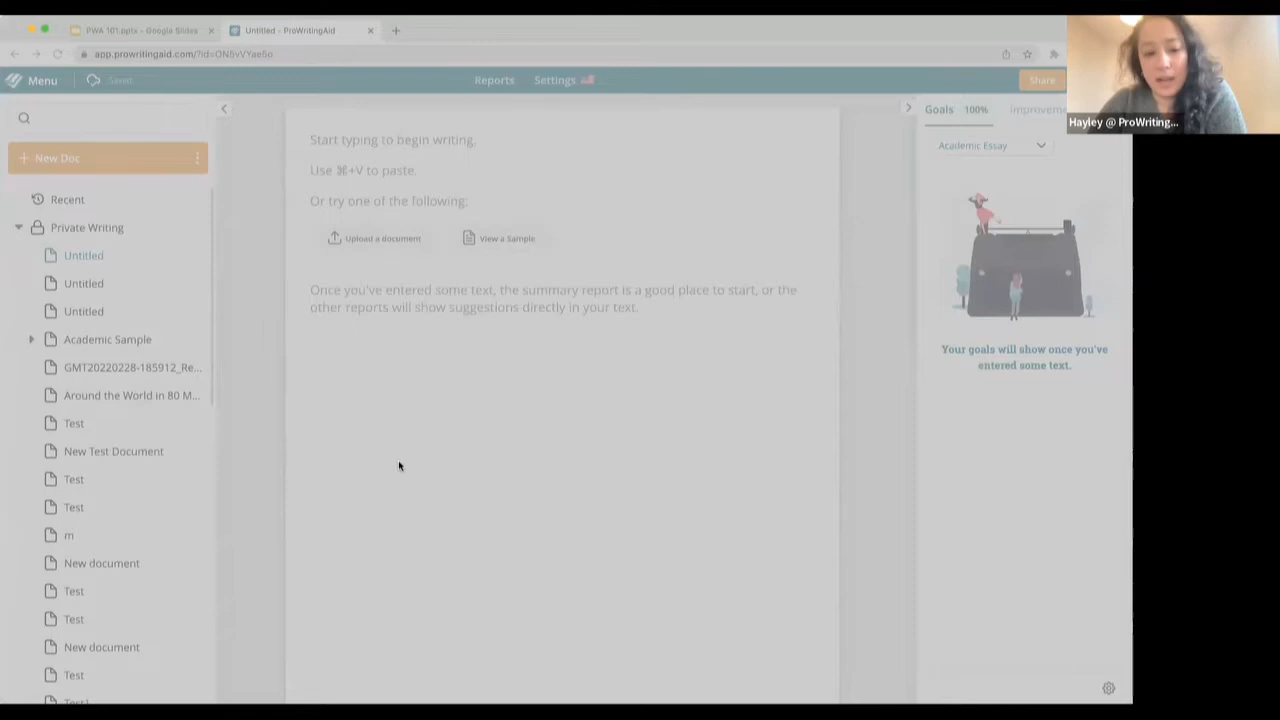 PWA 101.pptx - Google Slides
Untitled - ProWritingAid
app.prowritingaid.com/?id=ON5vVYae5o
Menu
Saved
Reports
Settings
Share
Hayley @ ProWriting...
New Doc
Recent
Private Writing
Untitled
Untitled
Untitled
Academic Sample
GMT20220228-185912_Re...
Around the World in 80 M...
Test
New Test Document
Test
Test
m
New document
Test
Test
New document
Test
Test1
Start typing to begin writing.
Use ⌘+V to paste.
Or try one of the following:
Upload a document
View a Sample
Once you've entered some text, the summary report is a good place to start, or the
other reports will show suggestions directly in your text.
Goals 100%
Improveme
Academic Essay
Your goals will show once you've
entered some text.